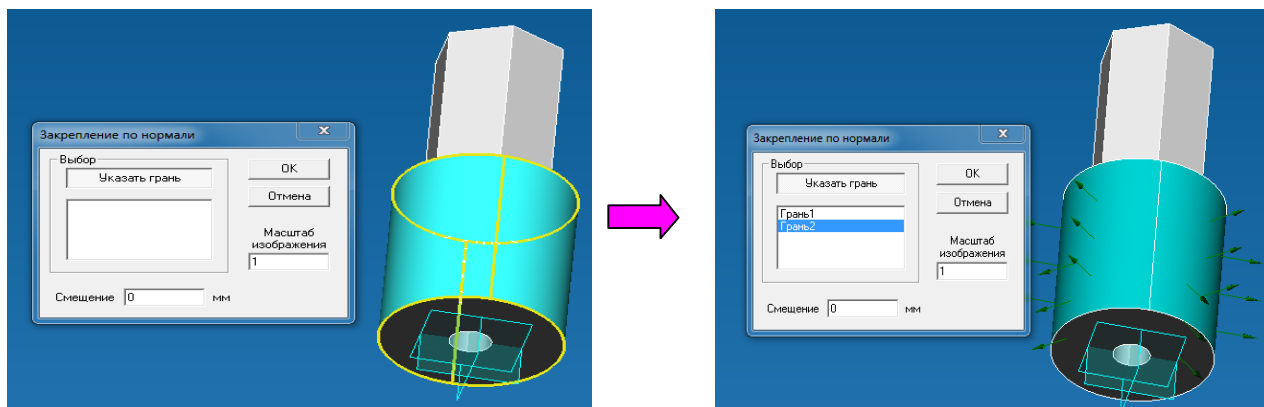 Закрепление по нормали
Выбор
Указать грань
OK
Отмена
Масштаб
изображения
1
Смещение 0 мм
Закрепление по нормали
Выбор
Указать грань
Грань1
Грань2
OK
Отмена
Масштаб
изображения
1
Смещение 0 мм